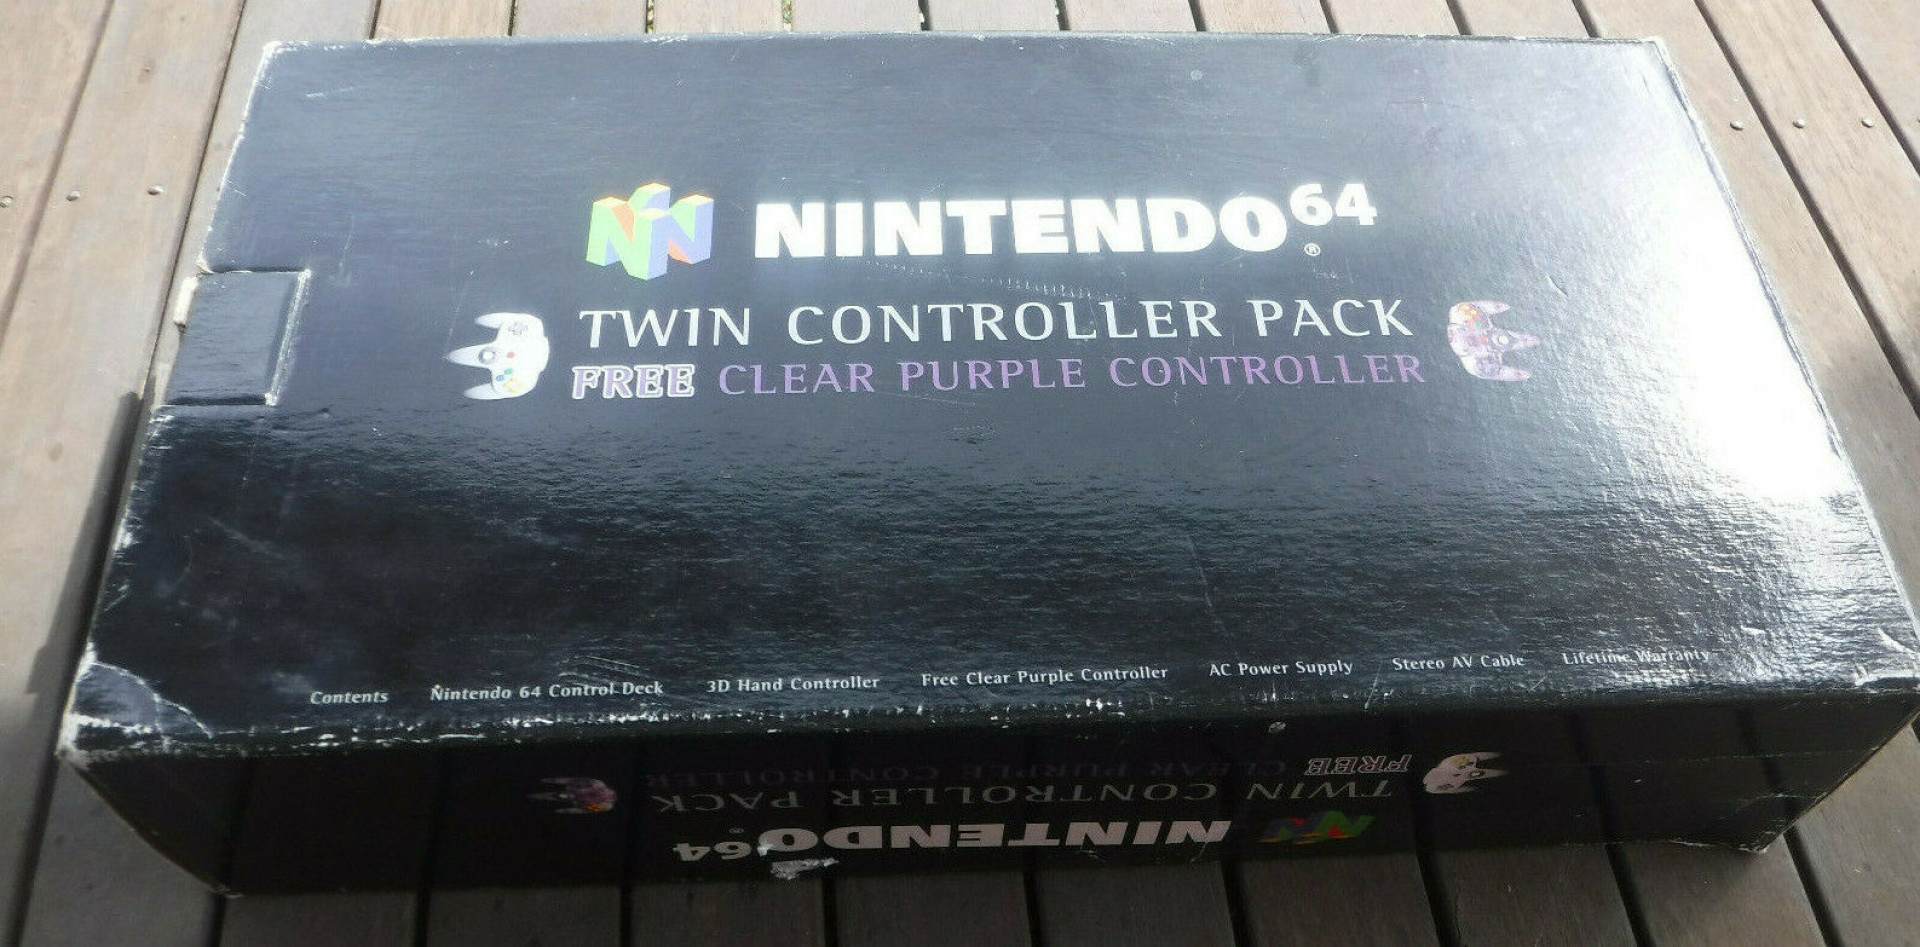 NINTENDO64®
TWIN CONTROLLER PACK
FREE CLEAR PURPLE CONTROLLER
Contents Nintendo 64 Control Deck 3D Hand Controller Free Clear Purple Controller AC Power Supply Stereo AV Cable Lifetime Warranty
FREE CLEAR PURPLE CONTROLLER
TWIN CONTROLLER PACK
NINTENDO64®